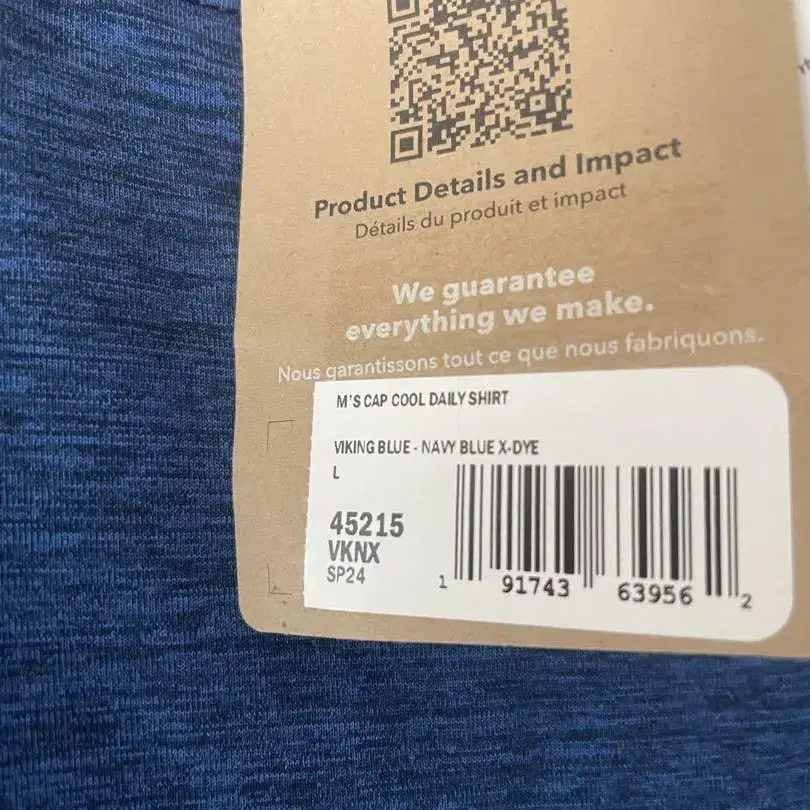 Product Details and Impact
Détails du produit et impact
We guarantee
everything we make.
Nous garantissons tout ce que nous fabriquons.
M'S CAP COOL DAILY SHIRT
VIKING BLUE - NAVY BLUE X-DYE
L
45215
VKNX
SP24
1 91743 63956 2